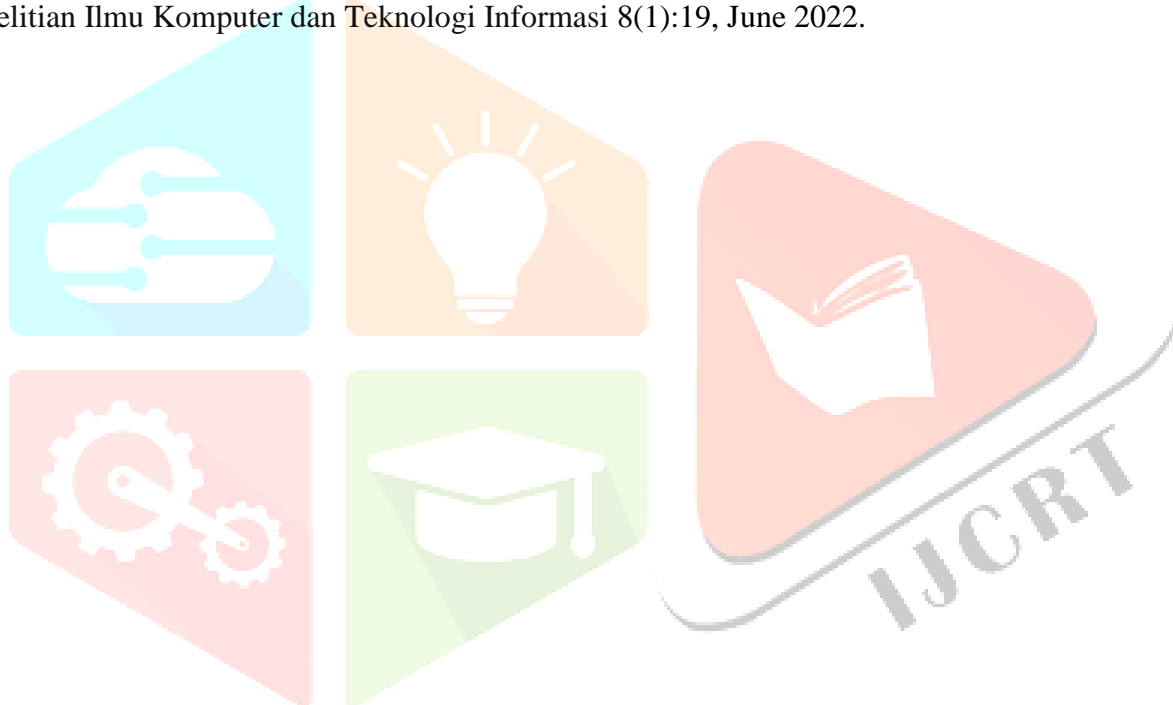 elitian Ilmu Komputer dan Teknologi Informasi 8(1):19, June 2022.
IJCRT